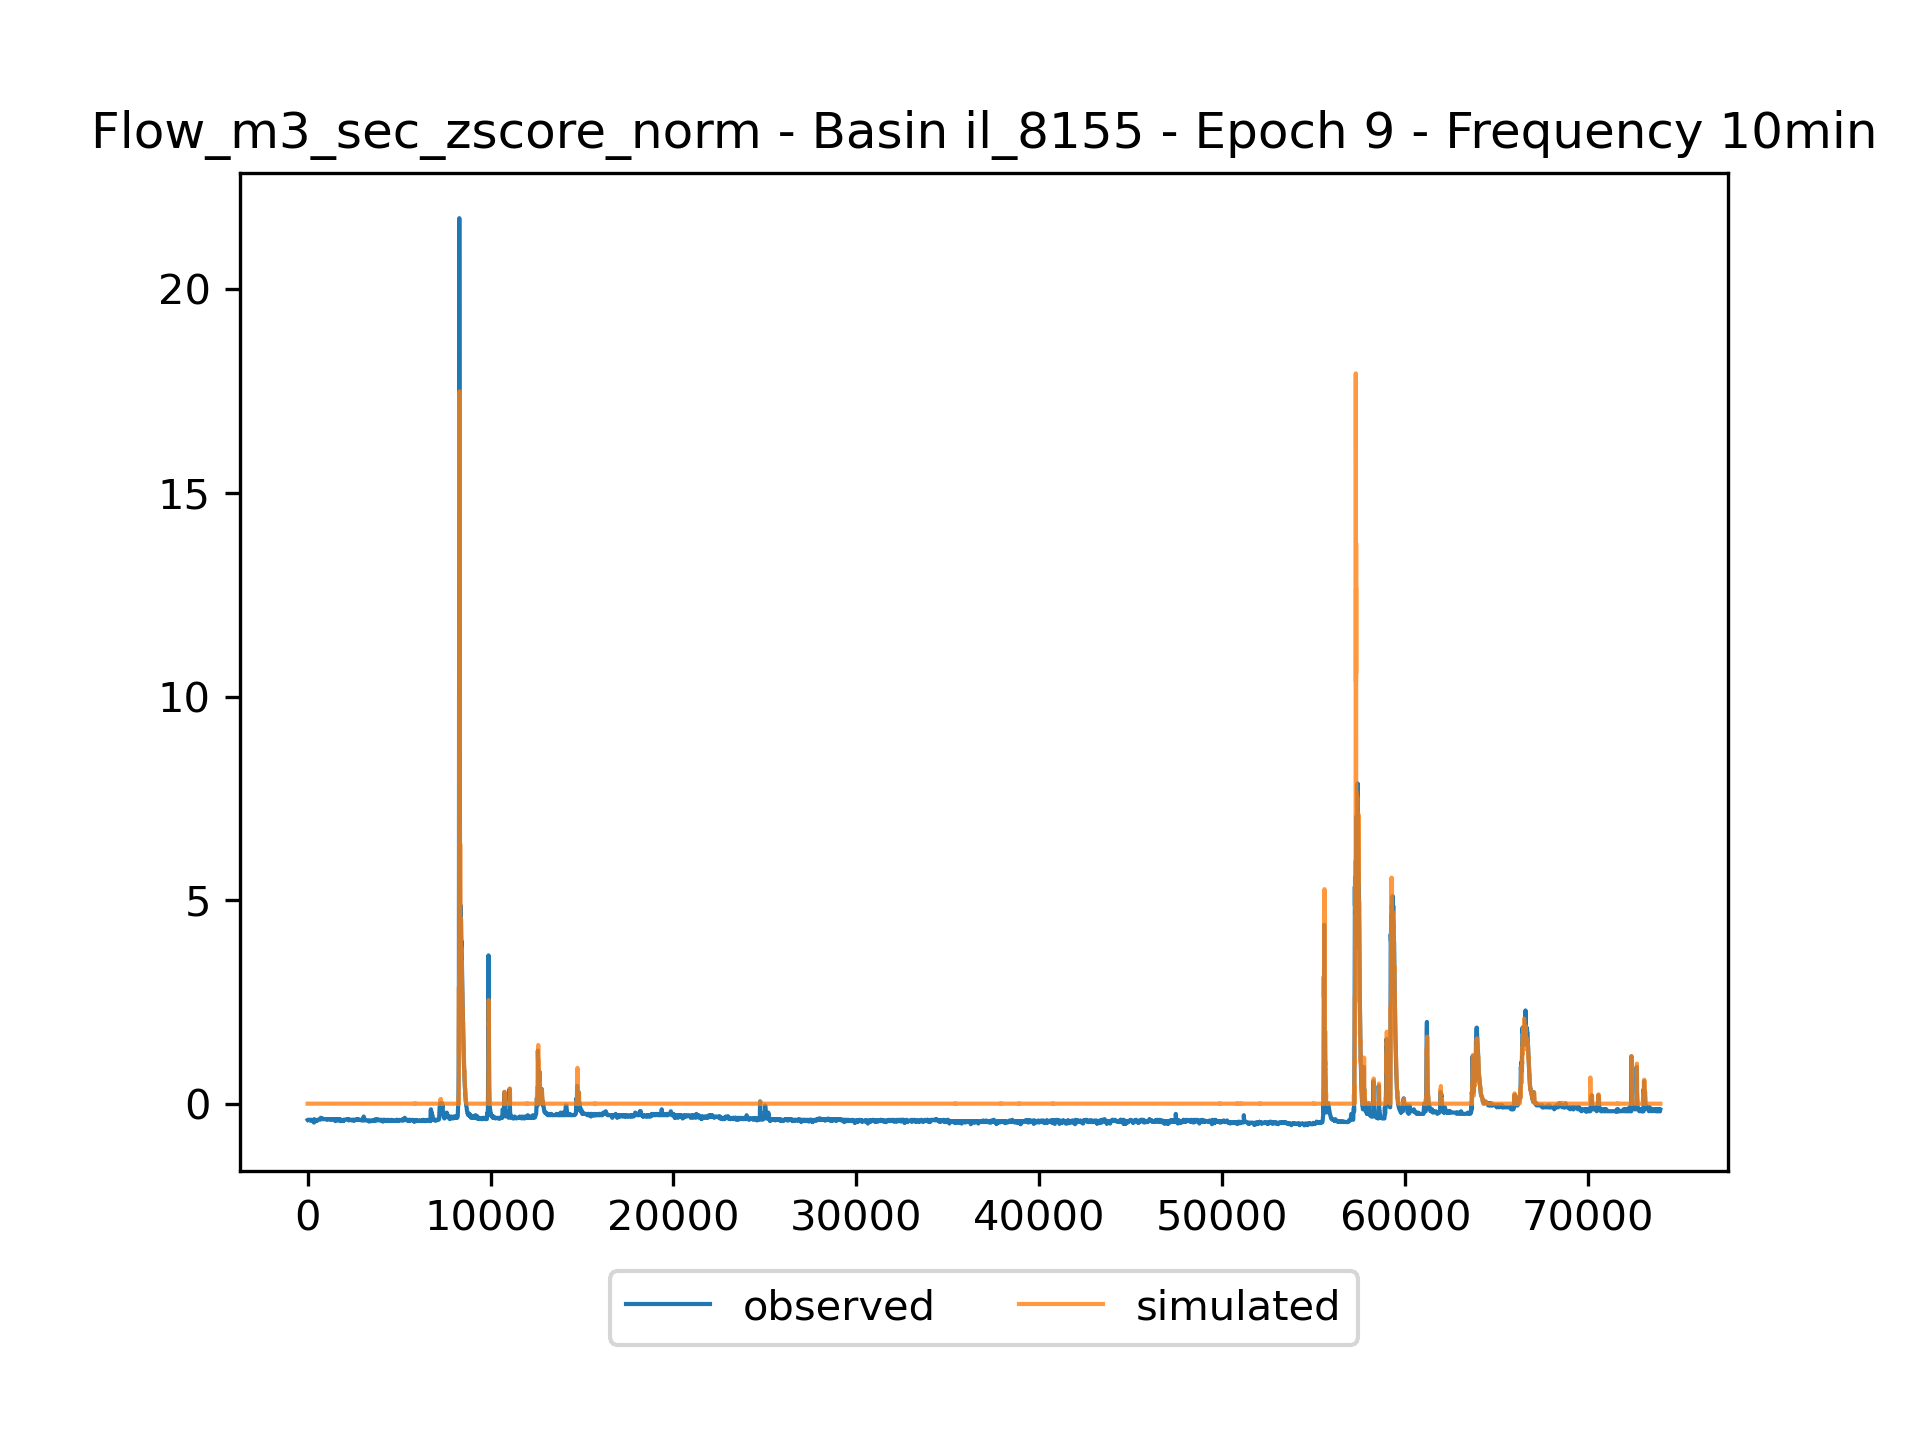 Flow_m3_sec_zscore_norm - Basin il_8155 - Epoch 9 - Frequency 10min
20
15
10
5
0
0 10000 20000 30000 40000 50000 60000 70000
observed simulated